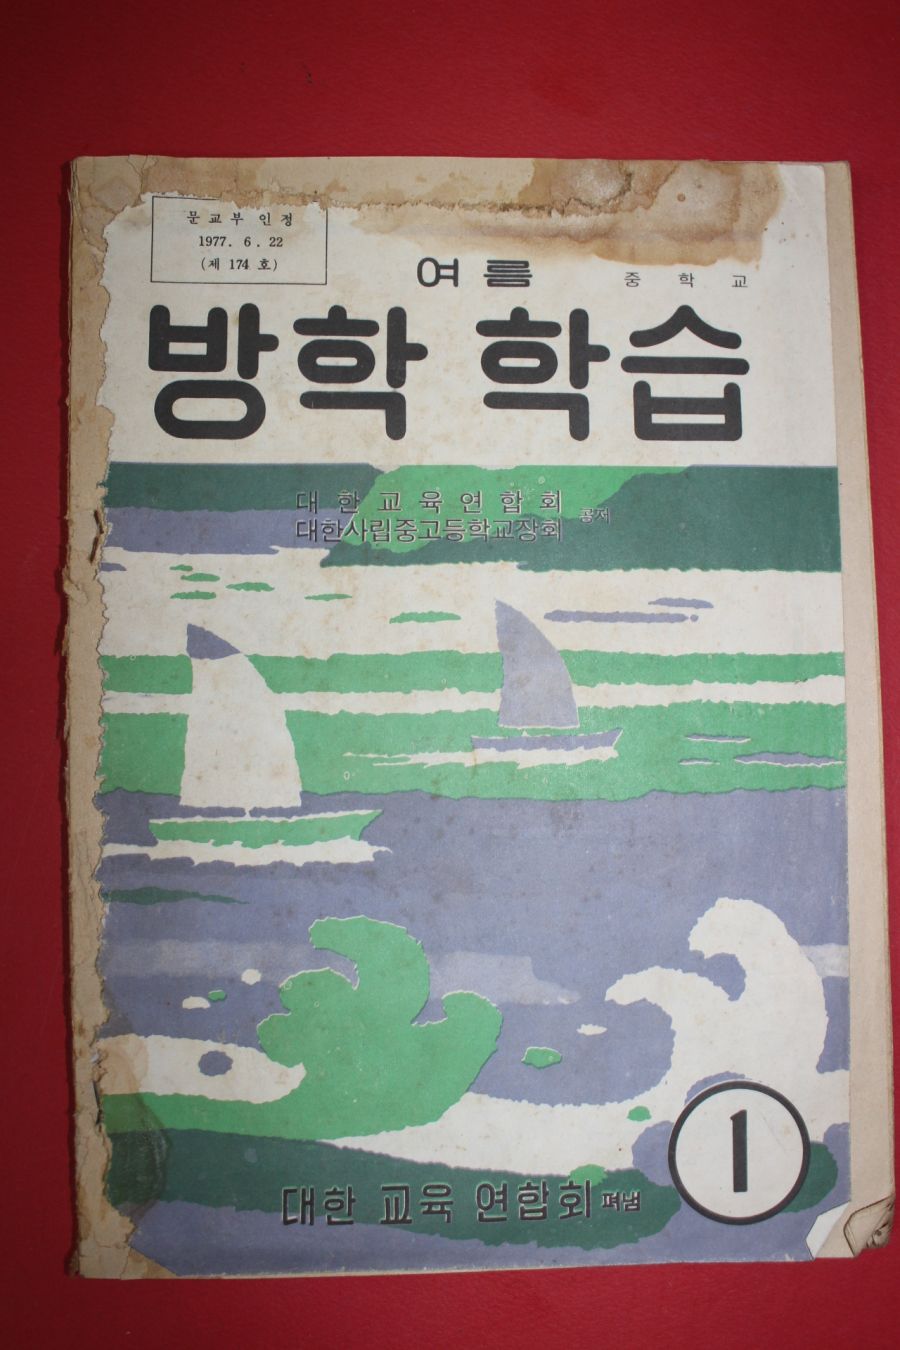 문교부 인정
1977. 6. 22
(제 174 호)
여름 중학교
방학 학습
대한교육연합회
대한사립중고등학교장회 공저
1
대한 교육 연합회 펴냄